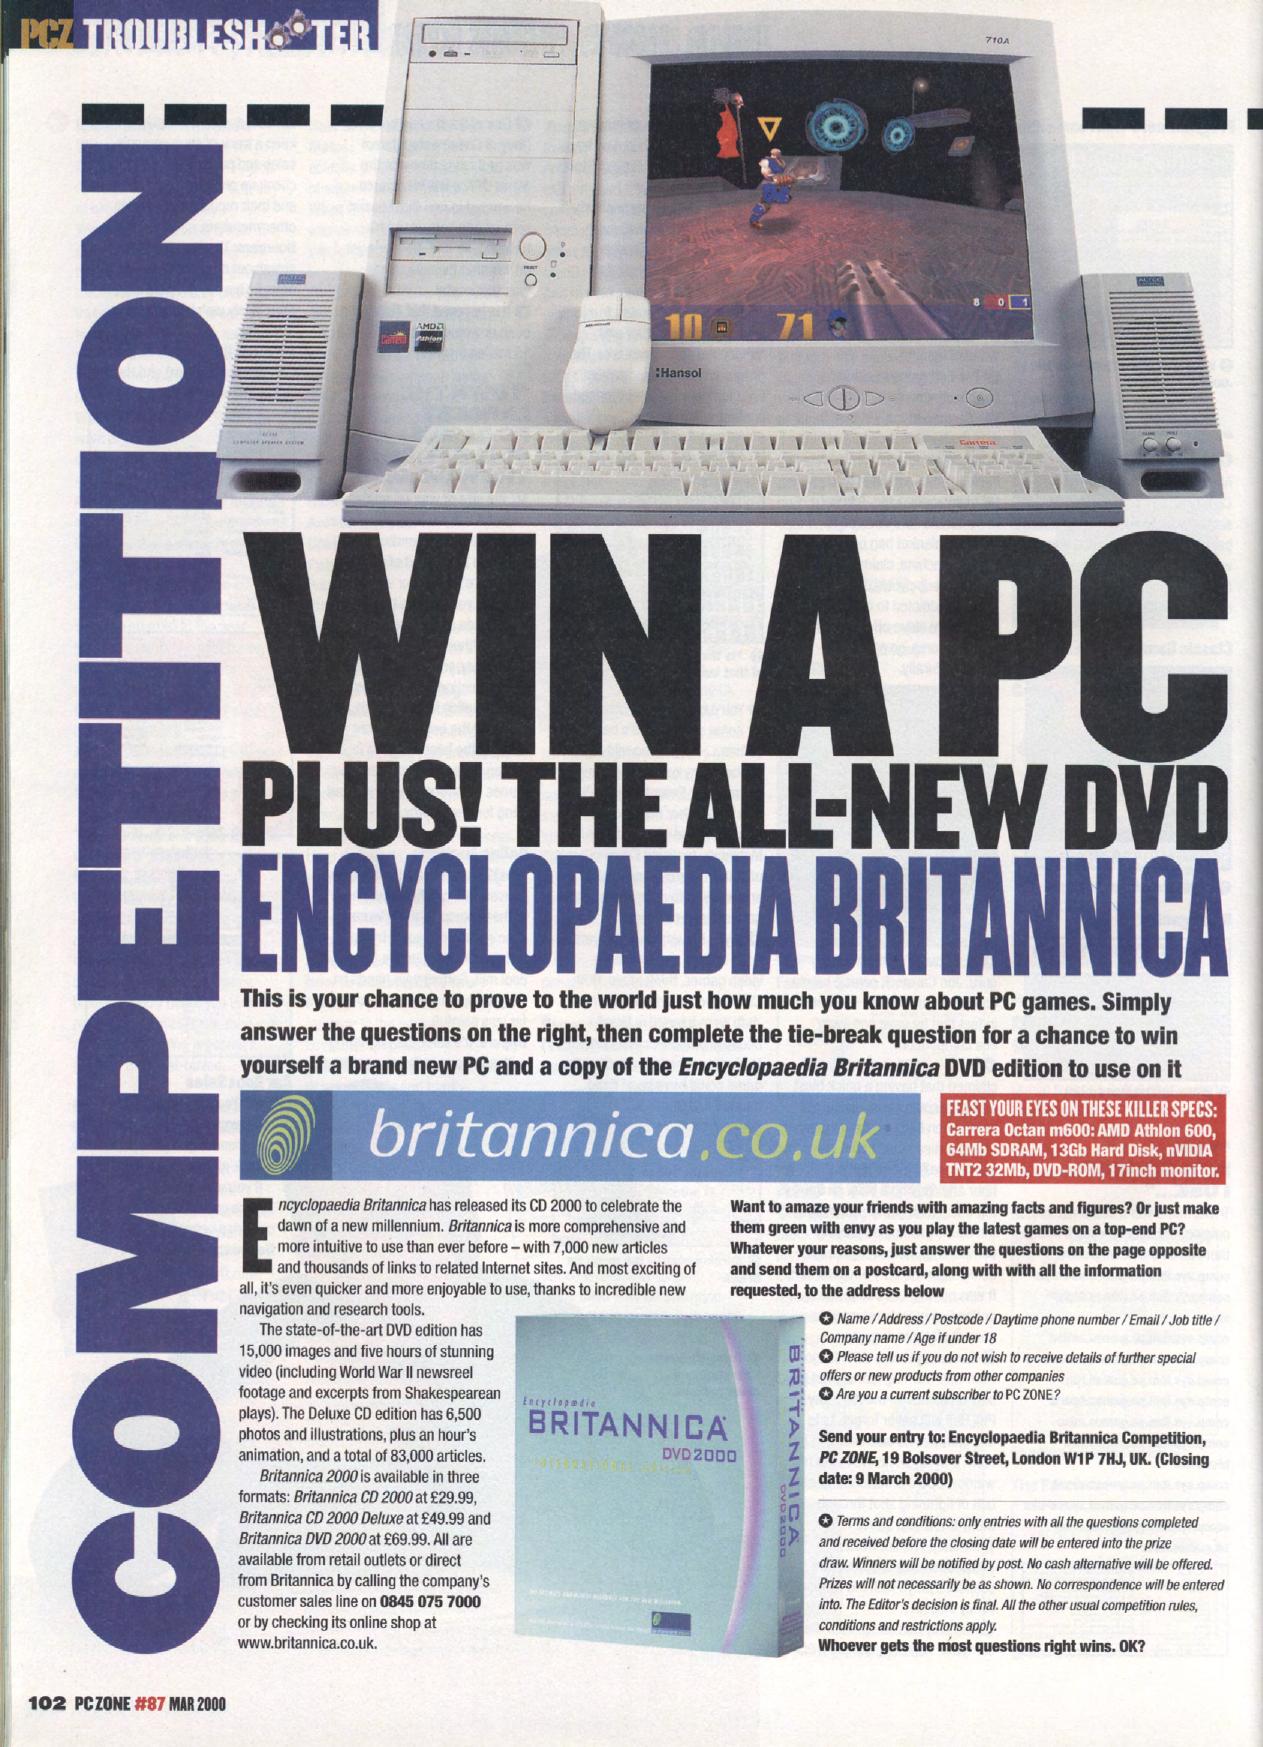 PCZ TROUBLESHOOTER
COMPETITION
710A
10 71
8 0 1
RESET
Carrera
AMD
Athlon
Microsoft
:Hansol
ALTEC
ALTEC
COMPUTER SPEAKER SYSTEM
Carrera
WIN A PC
PLUS! THE ALL-NEW DVD
ENCYCLOPAEDIA BRITANNICA
This is your chance to prove to the world just how much you know about PC games. Simply
answer the questions on the right, then complete the tie-break question for a chance to win
yourself a brand new PC and a copy of the Encyclopaedia Britannica DVD edition to use on it
britannica.co.uk
FEAST YOUR EYES ON THESE KILLER SPECS:
Carrera Octan m600: AMD Athlon 600,
64Mb SDRAM, 13Gb Hard Disk, nVIDIA
TNT2 32Mb, DVD-ROM, 17inch monitor.
Encyclopaedia Britannica has released its CD 2000 to celebrate the
dawn of a new millennium. Britannica is more comprehensive and
more intuitive to use than ever before – with 7,000 new articles
and thousands of links to related Internet sites. And most exciting of
all, it's even quicker and more enjoyable to use, thanks to incredible new
navigation and research tools.
The state-of-the-art DVD edition has
15,000 images and five hours of stunning
video (including World War II newsreel
footage and excerpts from Shakespearean
plays). The Deluxe CD edition has 6,500
photos and illustrations, plus an hour's
animation, and a total of 83,000 articles.
Britannica 2000 is available in three
formats: Britannica CD 2000 at £29.99,
Britannica CD 2000 Deluxe at £49.99 and
Britannica DVD 2000 at £69.99. All are
available from retail outlets or direct
from Britannica by calling the company's
customer sales line on 0845 075 7000
or by checking its online shop at
www.britannica.co.uk.
Encyclopædia
BRITANNICA
DVD2000
INTERNATIONAL EDITION
BRITANNICA
DVD2000
Want to amaze your friends with amazing facts and figures? Or just make
them green with envy as you play the latest games on a top-end PC?
Whatever your reasons, just answer the questions on the page opposite
and send them on a postcard, along with with all the information
requested, to the address below
✪ Name / Address / Postcode / Daytime phone number / Email / Job title /
Company name / Age if under 18
✪ Please tell us if you do not wish to receive details of further special
offers or new products from other companies
✪ Are you a current subscriber to PC ZONE?
Send your entry to: Encyclopaedia Britannica Competition,
PC ZONE, 19 Bolsover Street, London W1P 7HJ, UK. (Closing
date: 9 March 2000)
✪ Terms and conditions: only entries with all the questions completed
and received before the closing date will be entered into the prize
draw. Winners will be notified by post. No cash alternative will be offered.
Prizes will not necessarily be as shown. No correspondence will be entered
into. The Editor's decision is final. All the other usual competition rules,
conditions and restrictions apply.
Whoever gets the most questions right wins. OK?
102 PC ZONE #87 MAR 2000